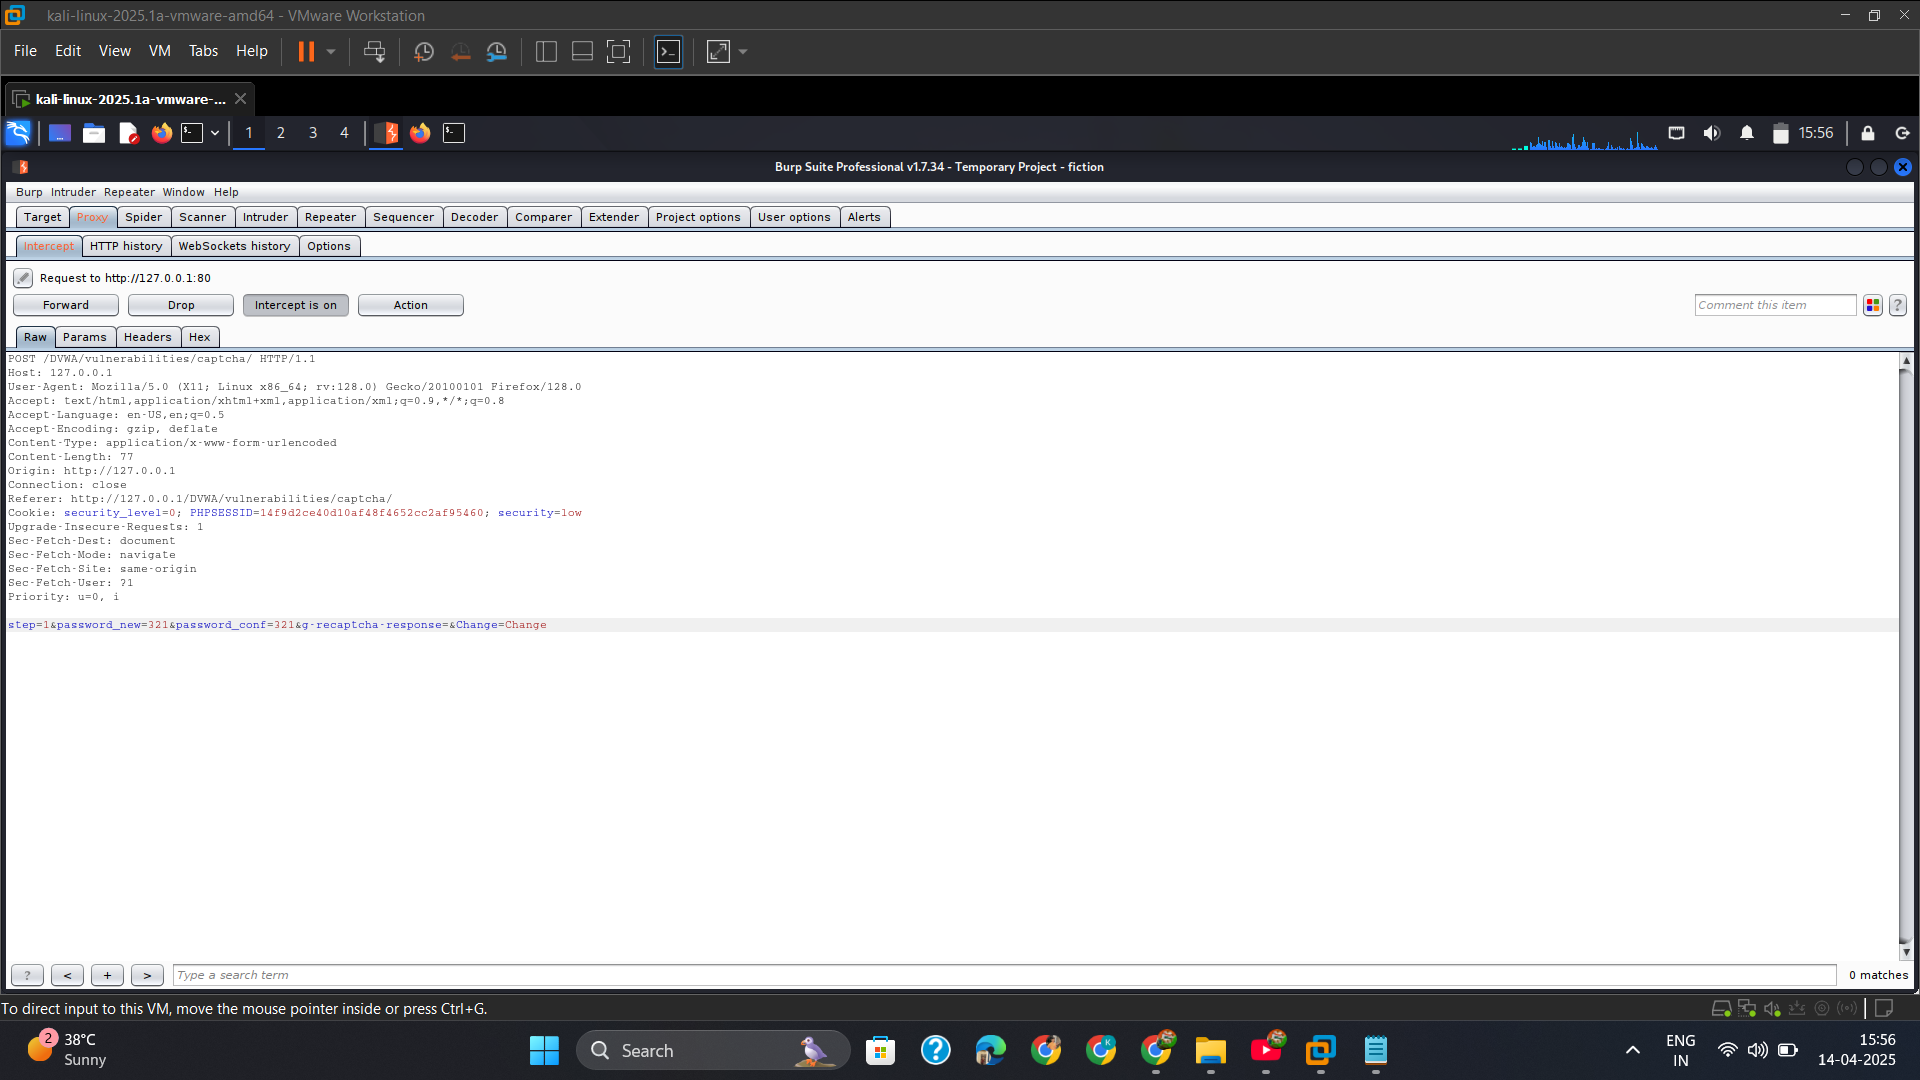 kali-linux-2025.1a-vmware-amd64 - VMware Workstation
File Edit View VM Tabs Help
kali-linux-2025.1a-vmware-...
1 2 3 4 15:56
Burp Suite Professional v1.7.34 - Temporary Project - fiction
Burp Intruder Repeater Window Help
Target Proxy Spider Scanner Intruder Repeater Sequencer Decoder Comparer Extender Project options User options Alerts
Intercept HTTP history WebSockets history Options
Request to http://127.0.0.1:80
Forward Drop Intercept is on Action Comment this item ?
Raw Params Headers Hex
POST /DVWA/vulnerabilities/captcha/ HTTP/1.1
Host: 127.0.0.1
User-Agent: Mozilla/5.0 (X11; Linux x86_64; rv:128.0) Gecko/20100101 Firefox/128.0
Accept: text/html,application/xhtml+xml,application/xml;q=0.9,*/*;q=0.8
Accept-Language: en-US,en;q=0.5
Accept-Encoding: gzip, deflate
Content-Type: application/x-www-form-urlencoded
Content-Length: 77
Origin: http://127.0.0.1
Connection: close
Referer: http://127.0.0.1/DVWA/vulnerabilities/captcha/
Cookie: security_level=0; PHPSESSID=14f9d2ce40d10af48f4652cc2af95460; security=low
Upgrade-Insecure-Requests: 1
Sec-Fetch-Dest: document
Sec-Fetch-Mode: navigate
Sec-Fetch-Site: same-origin
Sec-Fetch-User: ?1
Priority: u=0, i
step=1&password_new=321&password_conf=321&g-recaptcha-response=&Change=Change
? < + > Type a search term 0 matches
To direct input to this VM, move the mouse pointer inside or press Ctrl+G.
2 38°C
Sunny
Search
ENG
IN
15:56
14-04-2025